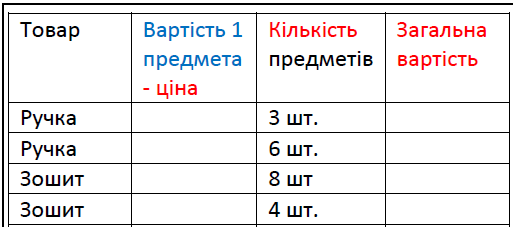 Товар
Вартість 1
предмета
- ціна
Кількість
предметів
Загальна
вартість
Ручка 3 шт.
Ручка 6 шт.
Зошит 8 шт
Зошит 4 шт.